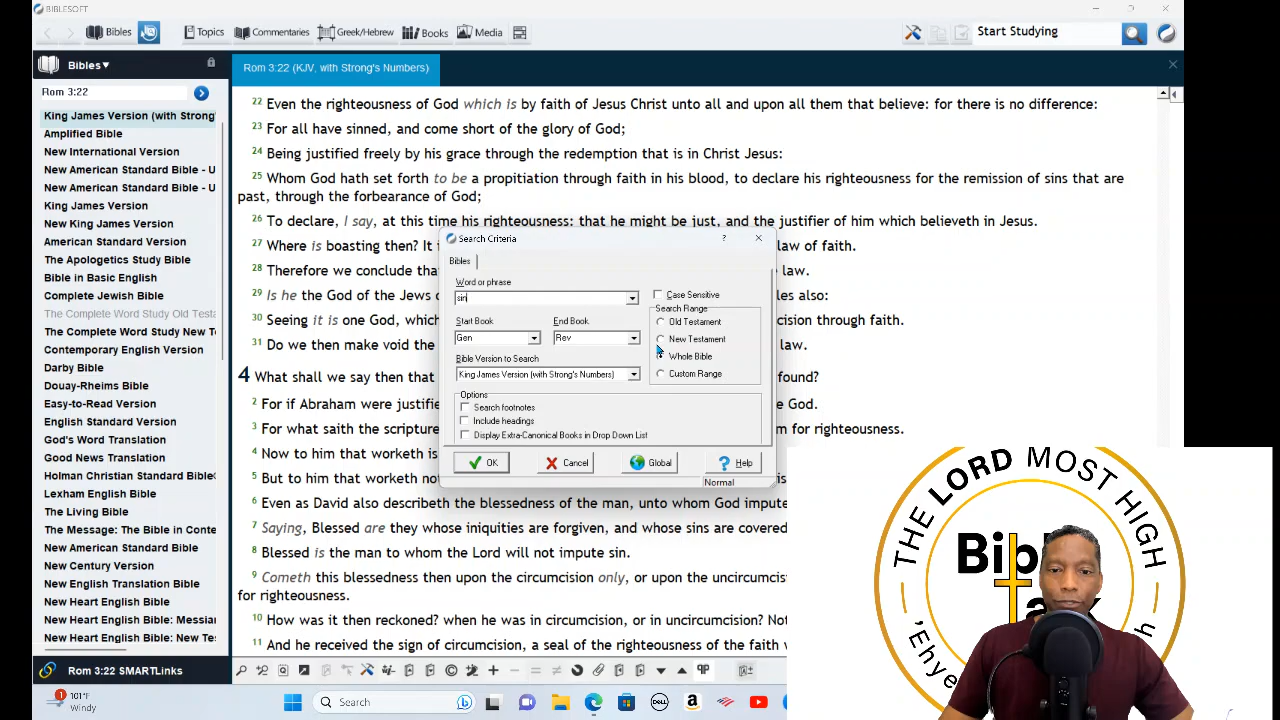 BIBLESOFT
Bibles
Topics
Commentaries
Greek/Hebrew
Books
Media
Start Studying
Bibles
Rom 3:22 (KJV, with Strong's Numbers)
Rom 3:22
King James Version (with Strong'
Amplified Bible
New International Version
New American Standard Bible - U
New American Standard Bible - U
King James Version
New King James Version
American Standard Version
The Apologetics Study Bible
Bible in Basic English
Complete Jewish Bible
The Complete Word Study Old Testa
The Complete Word Study New T
Contemporary English Version
Darby Bible
Douay-Rheims Bible
Easy-to-Read Version
English Standard Version
God's Word Translation
Good News Translation
Holman Christian Standard Bible
Lexham English Bible
The Living Bible
The Message: The Bible in Conte
New American Standard Bible
New Century Version
New English Translation Bible
New Heart English Bible
New Heart English Bible: Messia
New Heart English Bible: New Te
Rom 3:22 SMARTLinks
22 Even the righteousness of God which is by faith of Jesus Christ unto all and upon all them that believe: for there is no difference:
23 For all have sinned, and come short of the glory of God;
24 Being justified freely by his grace through the redemption that is in Christ Jesus:
25 Whom God hath set forth to be a propitiation through faith in his blood, to declare his righteousness for the remission of sins that are
past, through the forbearance of God;
26 To declare, I say, at this time his righteousness: that he might be just, and the justifier of him which believeth in Jesus.
27 Where is boasting then? It i law of faith.
28 Therefore we conclude tha e law.
29 Is he the God of the Jews o les also:
30 Seeing it is one God, whic cision through faith.
31 Do we then make void the law.
4 What shall we say then that found?
2 For if Abraham were justifie e God.
3 For what saith the scripture m for righteousness.
4 Now to him that worketh is
5 But to him that worketh no
6 Even as David also describeth the blessedness of the man, unto whom God impute
7 Saying, Blessed are they whose iniquities are forgiven, and whose sins are covered
8 Blessed is the man to whom the Lord will not impute sin.
9 Cometh this blessedness then upon the circumcision only, or upon the uncircumcis
for righteousness.
10 How was it then reckoned? when he was in circumcision, or in uncircumcision? Not
11 And he received the sign of circumcision, a seal of the righteousness of the faith
Search Criteria
Bibles
Word or phrase
sin
Case Sensitive
Start Book
End Book
Gen
Rev
Search Range
Old Testament
New Testament
Whole Bible
Custom Range
Bible Version to Search
King James Version (with Strong's Numbers)
Options
Search footnotes
Include headings
Display Extra-Canonical Books in Drop Down List
OK
Cancel
Global
Help
Normal
THE LORD MOST HIGH
101°F
Windy
Search
DELL